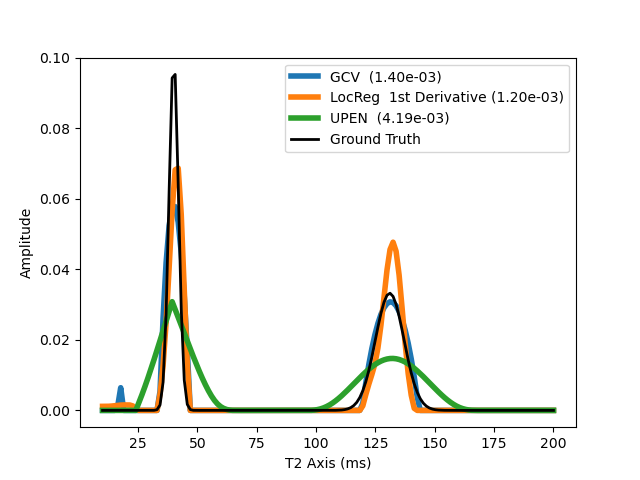 0.10
0.08
0.06
0.04
0.02
0.00
Amplitude
GCV (1.40e-03)
LocReg 1st Derivative (1.20e-03)
UPEN (4.19e-03)
Ground Truth
25 50 75 100 125 150 175 200
T2 Axis (ms)